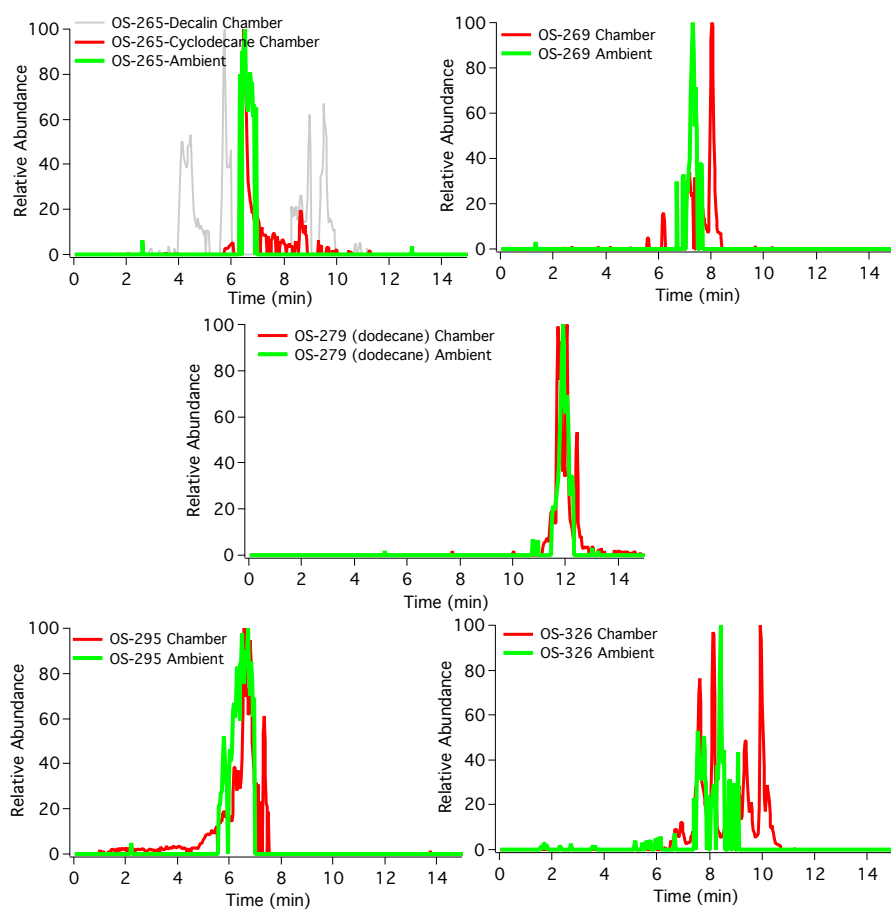 OS-265-Decalin Chamber
OS-265-Cyclodecane Chamber
OS-265-Ambient
100
80
60
40
20
0
Relative Abundance
0 2 4 6 8 10 12 14
Time (min)
OS-269 Chamber
OS-269 Ambient
100
80
60
40
20
0
Relative Abundance
0 2 4 6 8 10 12 14
Time (min)
OS-279 (dodecane) Chamber
OS-279 (dodecane) Ambient
100
80
60
40
20
0
Relative Abundance
0 2 4 6 8 10 12 14
Time (min)
OS-295 Chamber
OS-295 Ambient
100
80
60
40
20
0
Relative Abundance
0 2 4 6 8 10 12 14
Time (min)
OS-326 Chamber
OS-326 Ambient
100
80
60
40
20
0
Relative Abundance
0 2 4 6 8 10 12 14
Time (min)